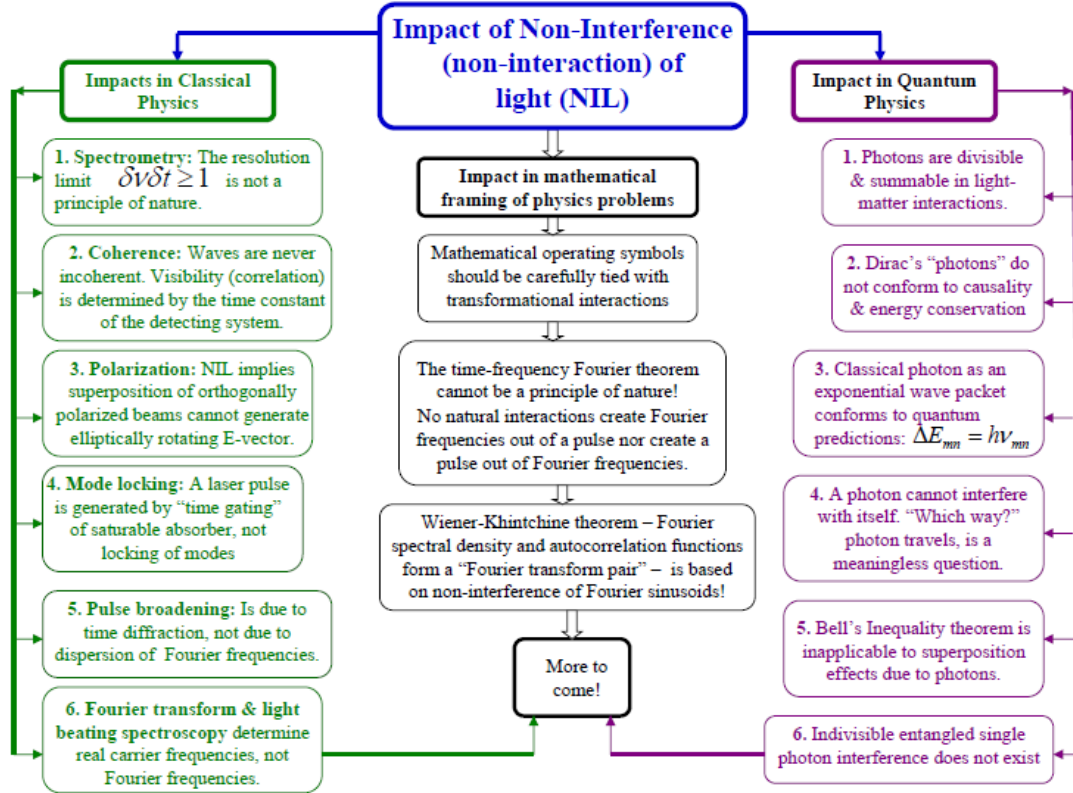 Impact of Non-Interference
(non-interaction) of
light (NIL)
Impacts in Classical
Physics
1. Spectrometry: The resolution
limit δνδt ≥ 1 is not a
principle of nature.
2. Coherence: Waves are never
incoherent. Visibility (correlation)
is determined by the time constant
of the detecting system.
3. Polarization: NIL implies
superposition of orthogonally
polarized beams cannot generate
elliptically rotating E-vector.
4. Mode locking: A laser pulse
is generated by “time gating”
of saturable absorber, not
locking of modes
5. Pulse broadening: Is due to
time diffraction, not due to
dispersion of Fourier frequencies.
6. Fourier transform & light
beating spectroscopy determine
real carrier frequencies, not
Fourier frequencies.
Impact in mathematical
framing of physics problems
Mathematical operating symbols
should be carefully tied with
transformational interactions
The time-frequency Fourier theorem
cannot be a principle of nature!
No natural interactions create Fourier
frequencies out of a pulse nor create a
pulse out of Fourier frequencies.
Wiener-Khintchine theorem – Fourier
spectral density and autocorrelation functions
form a “Fourier transform pair” – is based
on non-interference of Fourier sinusoids!
More to
come!
Impact in Quantum
Physics
1. Photons are divisible
& summable in light-
matter interactions.
2. Dirac’s “photons” do
not conform to causality
& energy conservation
3. Classical photon as an
exponential wave packet
conforms to quantum
predictions: ΔE_mn = hν_mn
4. A photon cannot interfere
with itself. “Which way?”
photon travels, is a
meaningless question.
5. Bell’s Inequality theorem is
inapplicable to superposition
effects due to photons.
6. Indivisible entangled single
photon interference does not exist